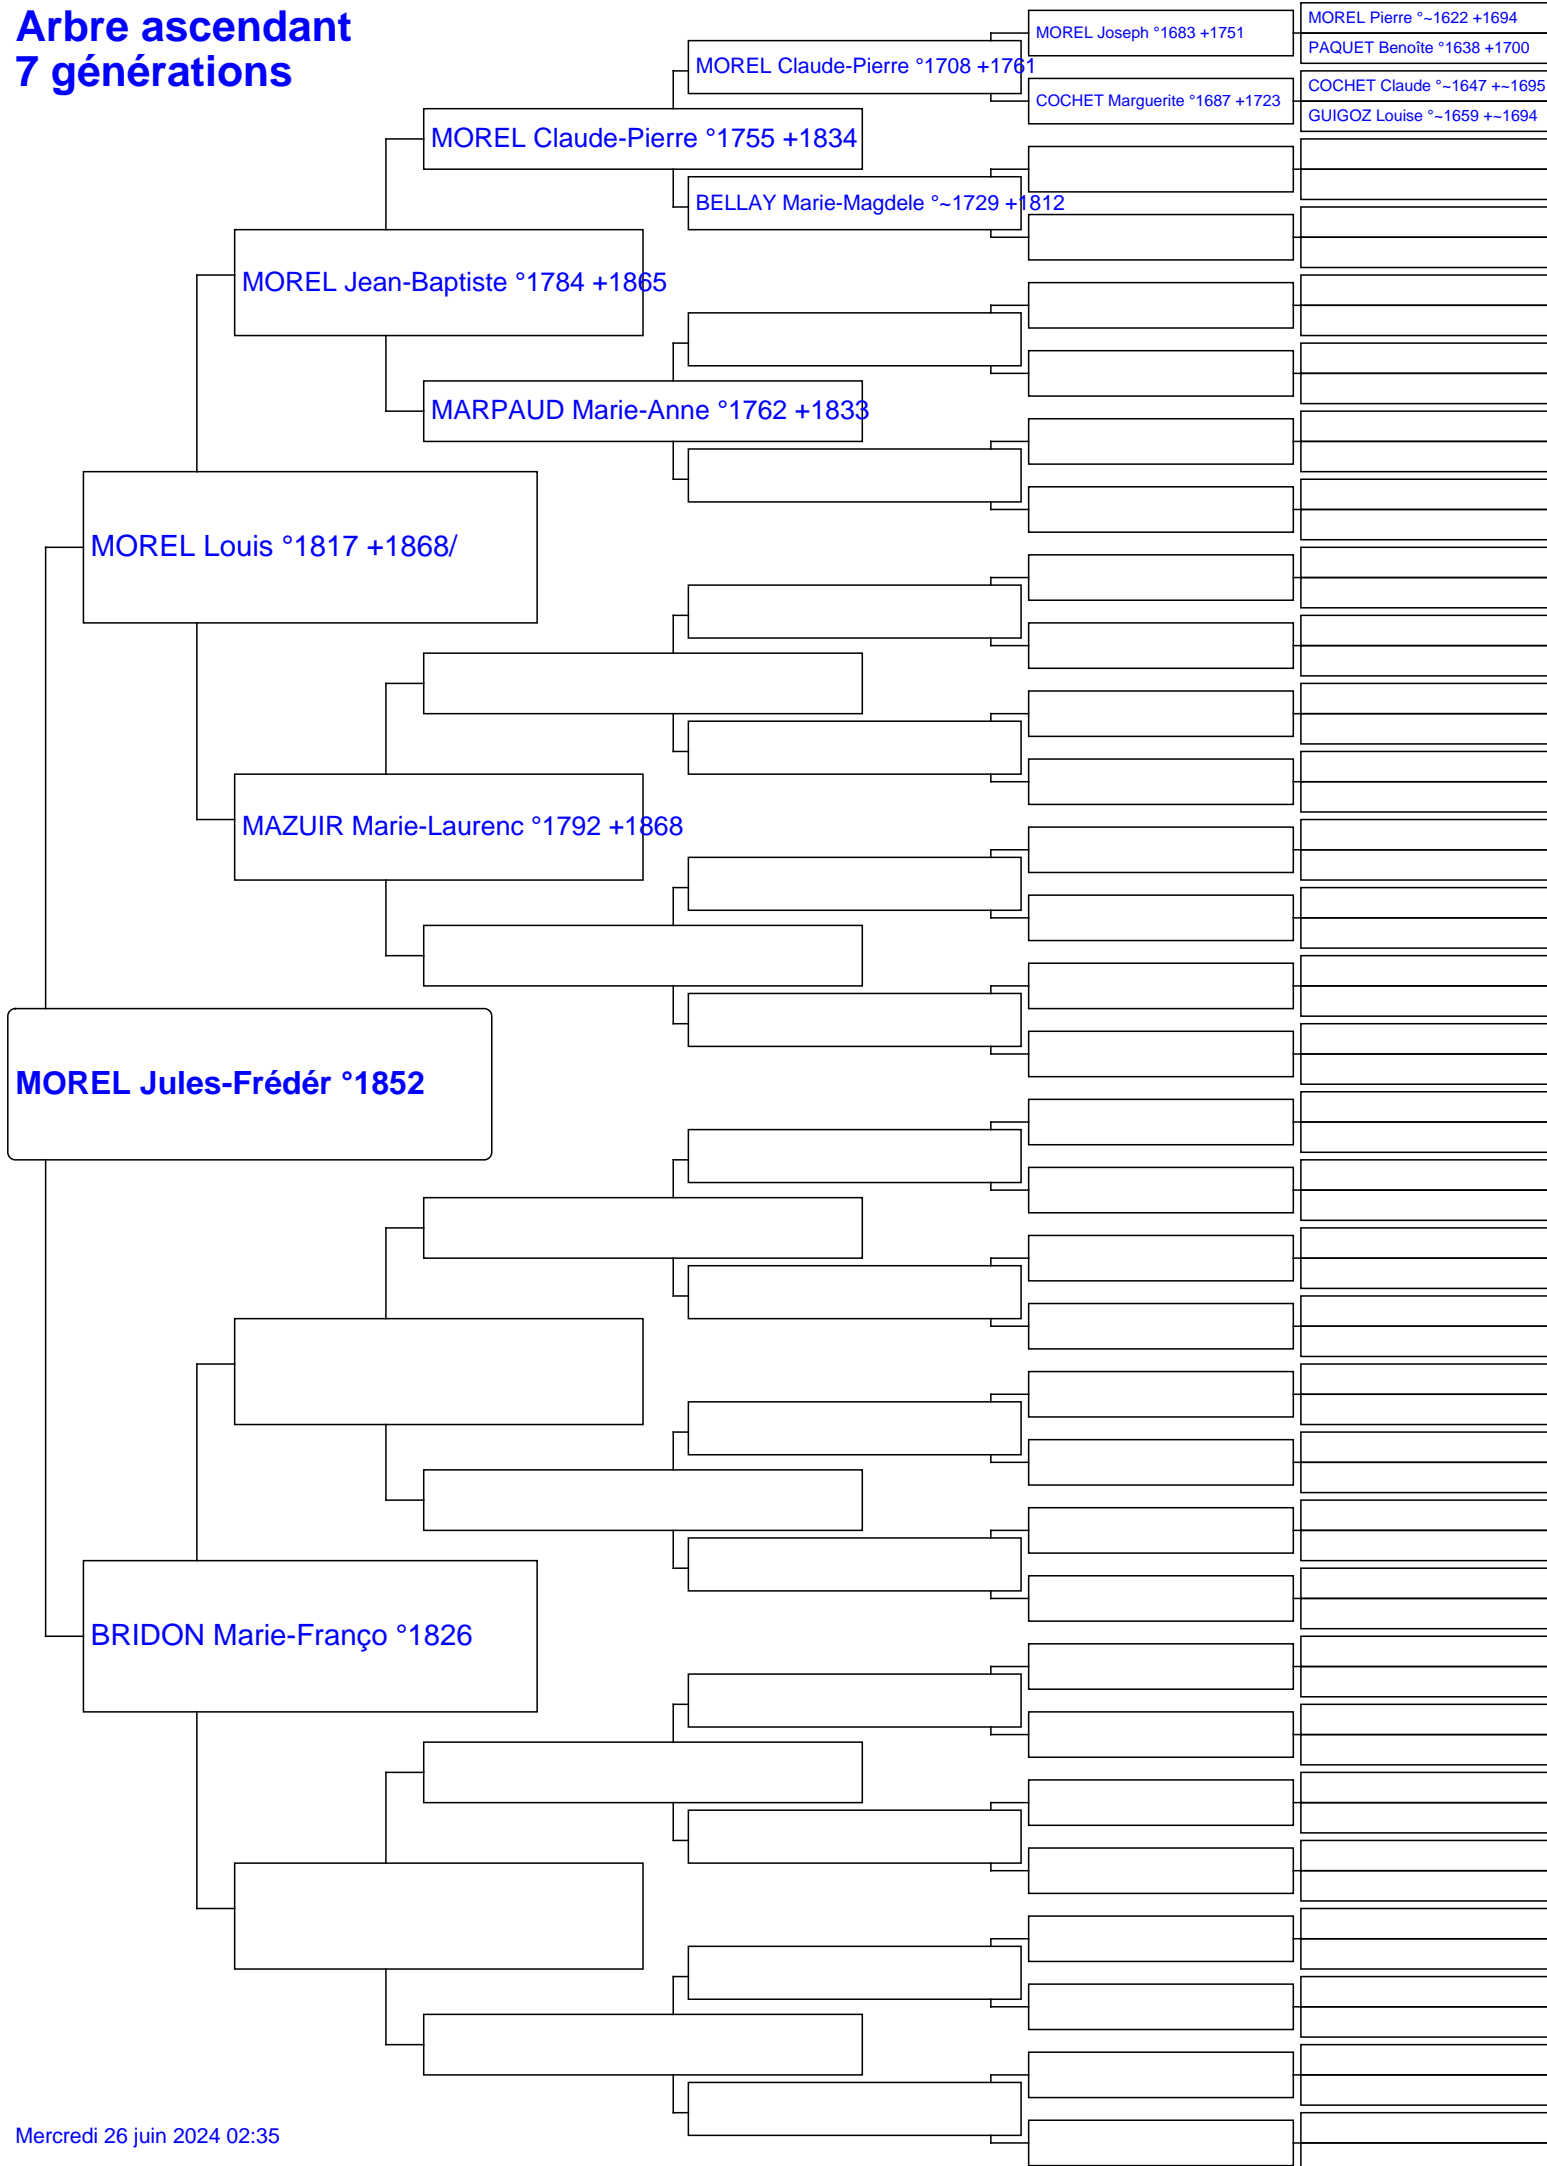 Arbre ascendant
7 générations
MOREL Joseph °1683 +1751
MOREL Pierre °~1622 +1694
PAQUET Benoîte °1638 +1700
MOREL Claude-Pierre °1708 +1761
COCHET Marguerite °1687 +1723
COCHET Claude °~1647 +~1695
GUIGOZ Louise °~1659 +~1694
MOREL Claude-Pierre °1755 +1834
BELLAY Marie-Magdele °~1729 +1812
MOREL Jean-Baptiste °1784 +1865
MARPAUD Marie-Anne °1762 +1833
MOREL Louis °1817 +1868/
MAZUIR Marie-Laurenc °1792 +1868
MOREL Jules-Frédér °1852
BRIDON Marie-Franço °1826
Mercredi 26 juin 2024 02:35